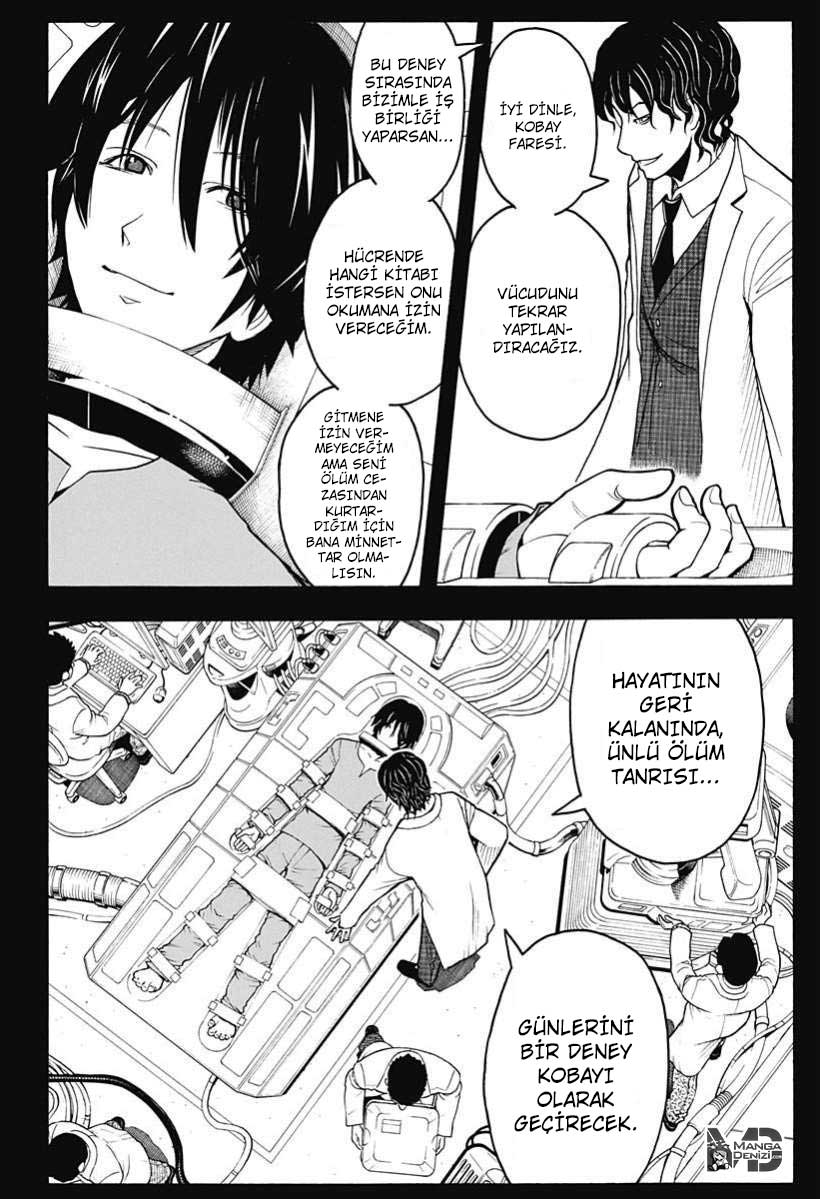 İYİ DİNLE,
KOBAY
FARESİ.
VÜCUDUNU
TEKRAR
YAPILAN-
DIRACAĞIZ.
BU DENEY
SIRASINDA
BİZİMLE İŞ
BİRLİĞİ
YAPARSAN...
HÜCRENDE
HANGİ KİTABI
İSTERSEN ONU
OKUMANA İZİN
VERECEĞİM.
GİTMENE
İZİN VER-
MEYECEĞİM
AMA SENİ
ÖLÜM CE-
ZASINDAN
KURTAR-
DIĞIM İÇİN
BANA MİNNET-
TAR OLMA-
LISIN.
HAYATININ
GERİ
KALANINDA,
ÜNLÜ ÖLÜM
TANRISI...
GÜNLERİNİ
BİR DENEY
KOBAYI
OLARAK
GEÇİRECEK.
MD
MANGA
DENİZİ.com